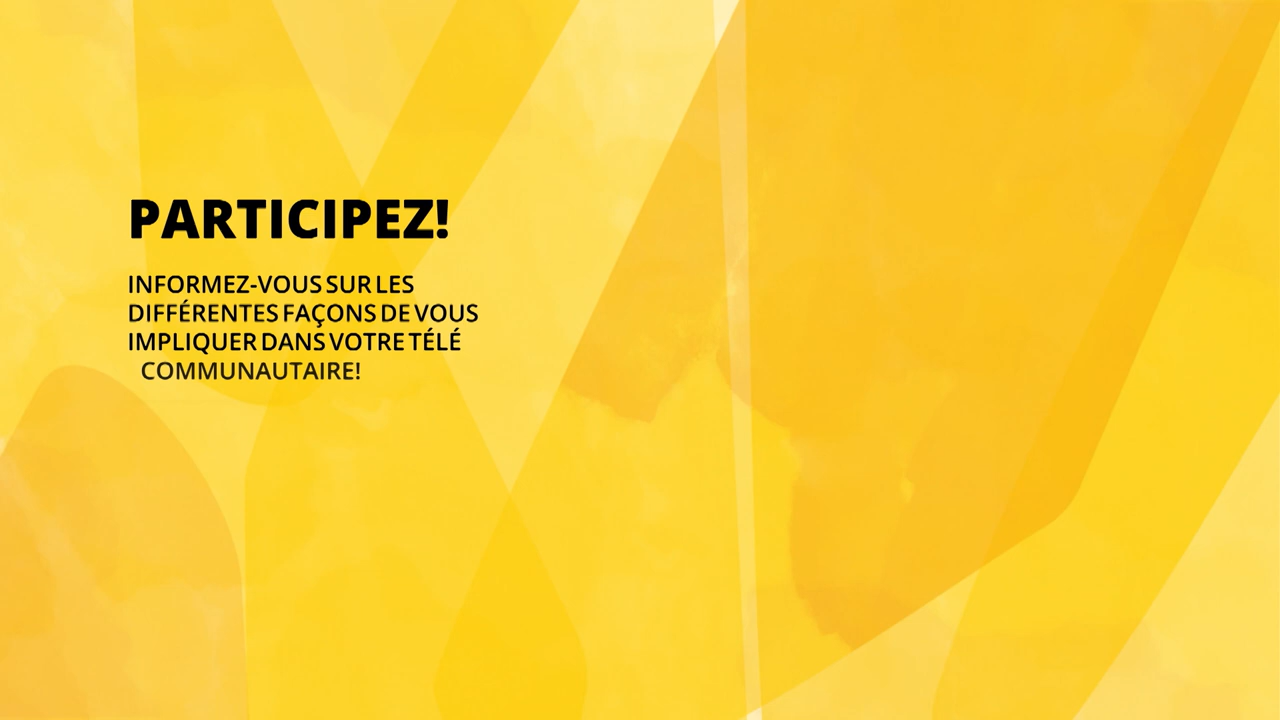 PARTICIPEZ!
INFORMEZ-VOUS SUR LES
DIFFÉRENTES FAÇONS DE VOUS
IMPLIQUER DANS VOTRE TÉLÉ
COMMUNAUTAIRE!